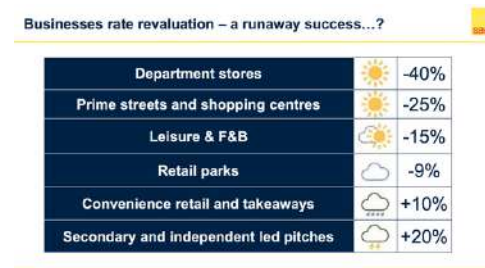 Businesses rate revaluation – a runaway success…?
Department stores -40%
Prime streets and shopping centres -25%
Leisure & F&B -15%
Retail parks -9%
Convenience retail and takeaways +10%
Secondary and independent led pitches +20%